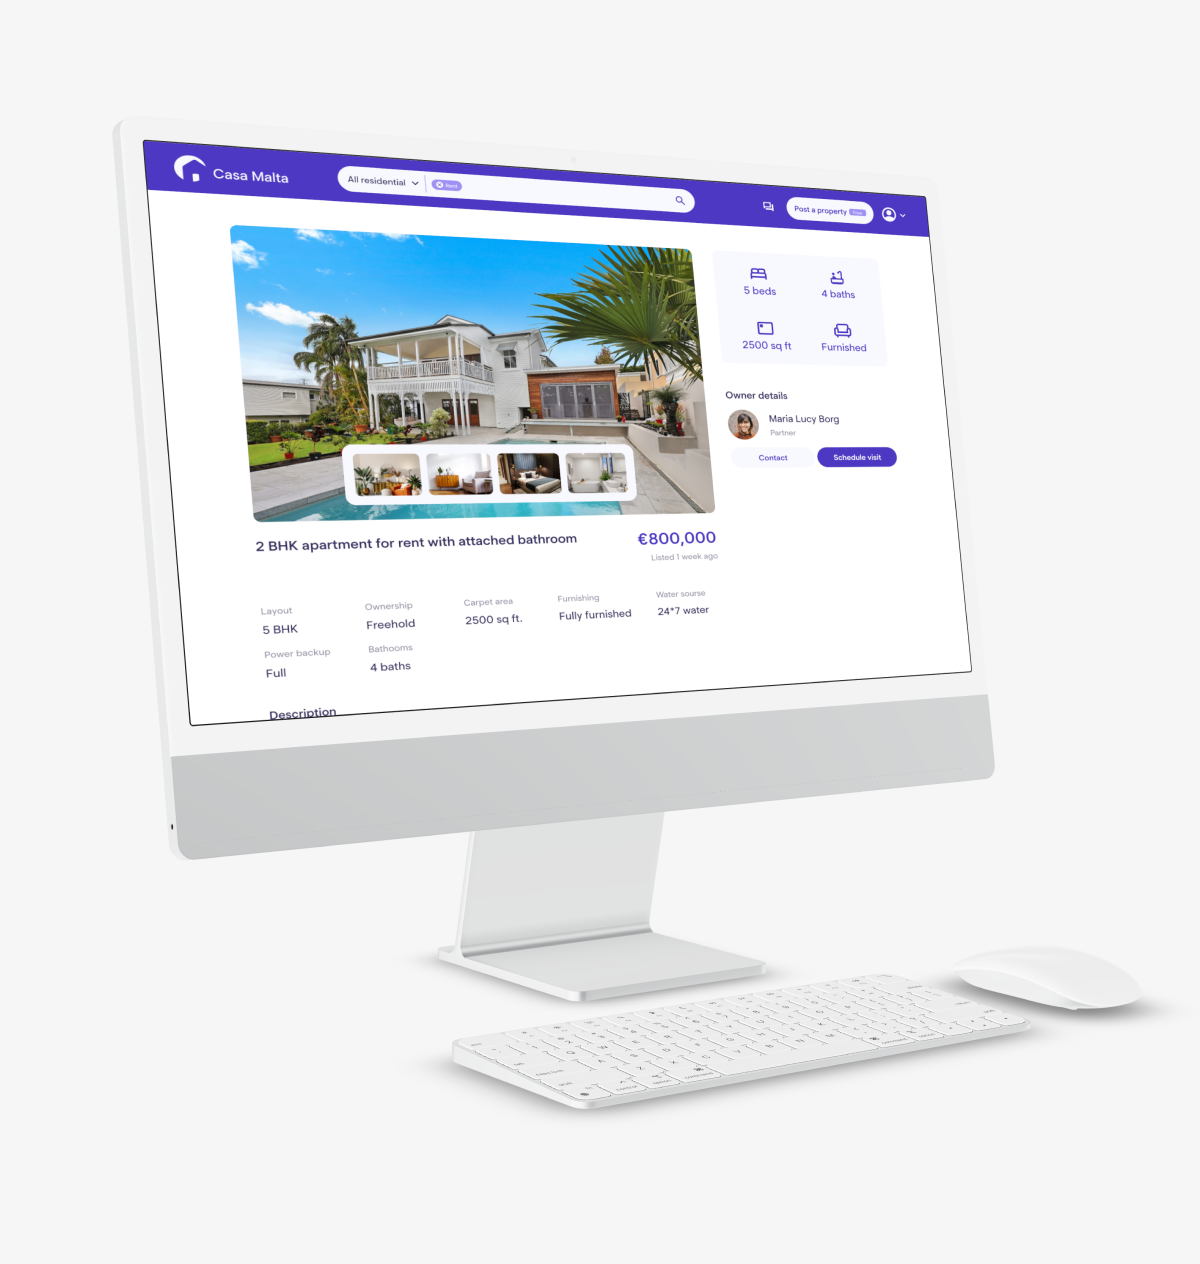 Casa Malta
All residential
Rent
Post a property Free
5 beds
4 baths
2500 sq ft
Furnished
Owner details
Maria Lucy Borg
Partner
Contact
Schedule visit
2 BHK apartment for rent with attached bathroom
€800,000
Listed 1 week ago
Layout
Ownership
Carpet area
Furnishing
Water sourse
5 BHK
Freehold
2500 sq ft.
Fully furnished
24*7 water
Power backup
Bathooms
Full
4 baths
Description